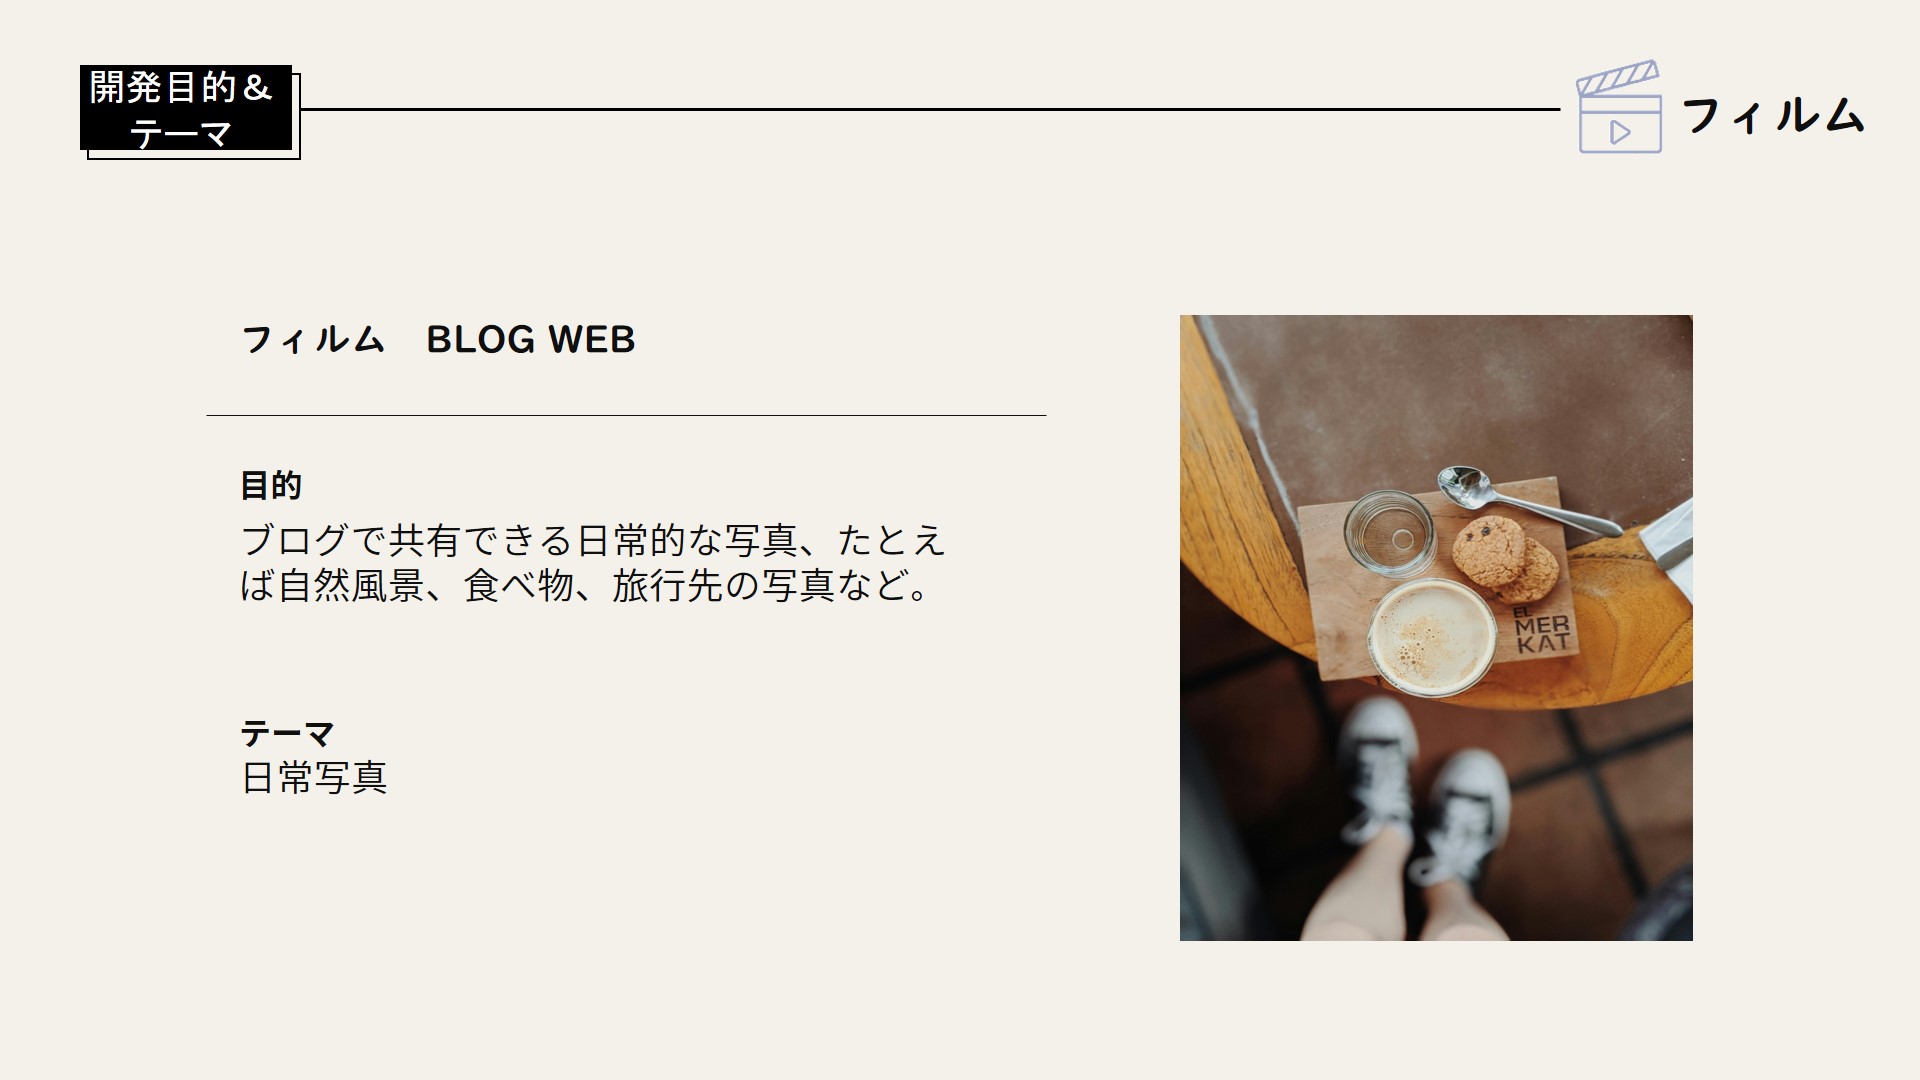 開発目的＆
テーマ
フィルム
フィルム　BLOG WEB
目的
ブログで共有できる日常的な写真、たとえ
ば自然風景、食べ物、旅行先の写真など。
テーマ
日常写真
EL
MER
KAT